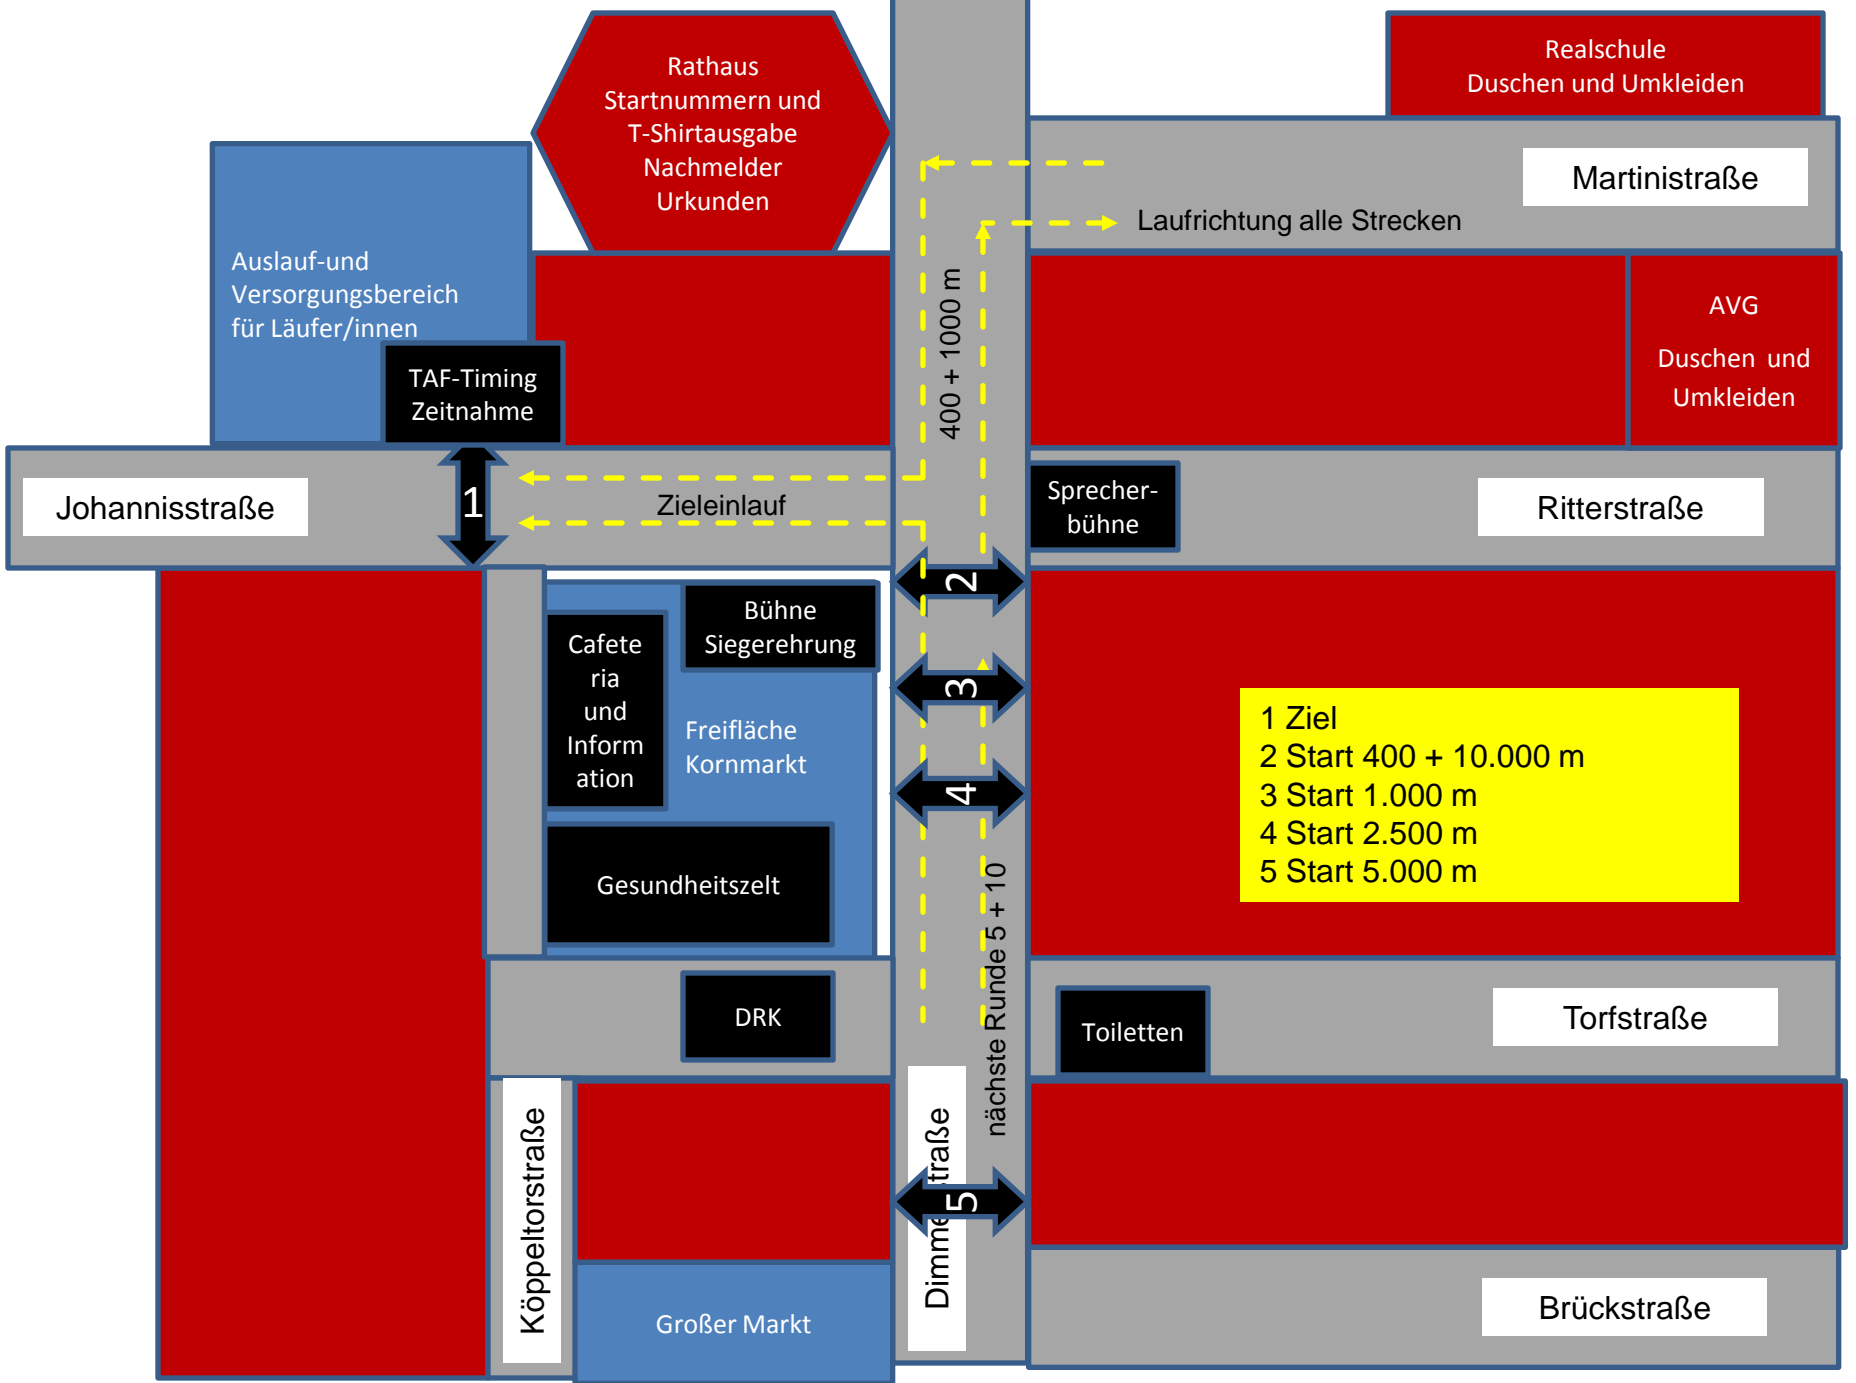 Rathaus
Startnummern und
T-Shirtausgabe
Nachmelder
Urkunden
Realschule
Duschen und Umkleiden
Martinistraße
Laufrichtung alle Strecken
Auslauf-und
Versorgungsbereich
für Läufer/innen
400 + 1000 m
AVG
Duschen und
Umkleiden
TAF-Timing
Zeitnahme
Johannisstraße
1
Zieleinlauf
Sprecher-
bühne
Ritterstraße
2
Bühne
Siegerehrung
Cafete
ria
und
Inform
ation
3
Freifläche
Kornmarkt
4
1 Ziel
2 Start 400 + 10.000 m
3 Start 1.000 m
4 Start 2.500 m
5 Start 5.000 m
Gesundheitszelt
nächste Runde 5 + 10
DRK
Toiletten
Torfstraße
Köppeltorstraße
Dimme straße
5
Großer Markt
Brückstraße